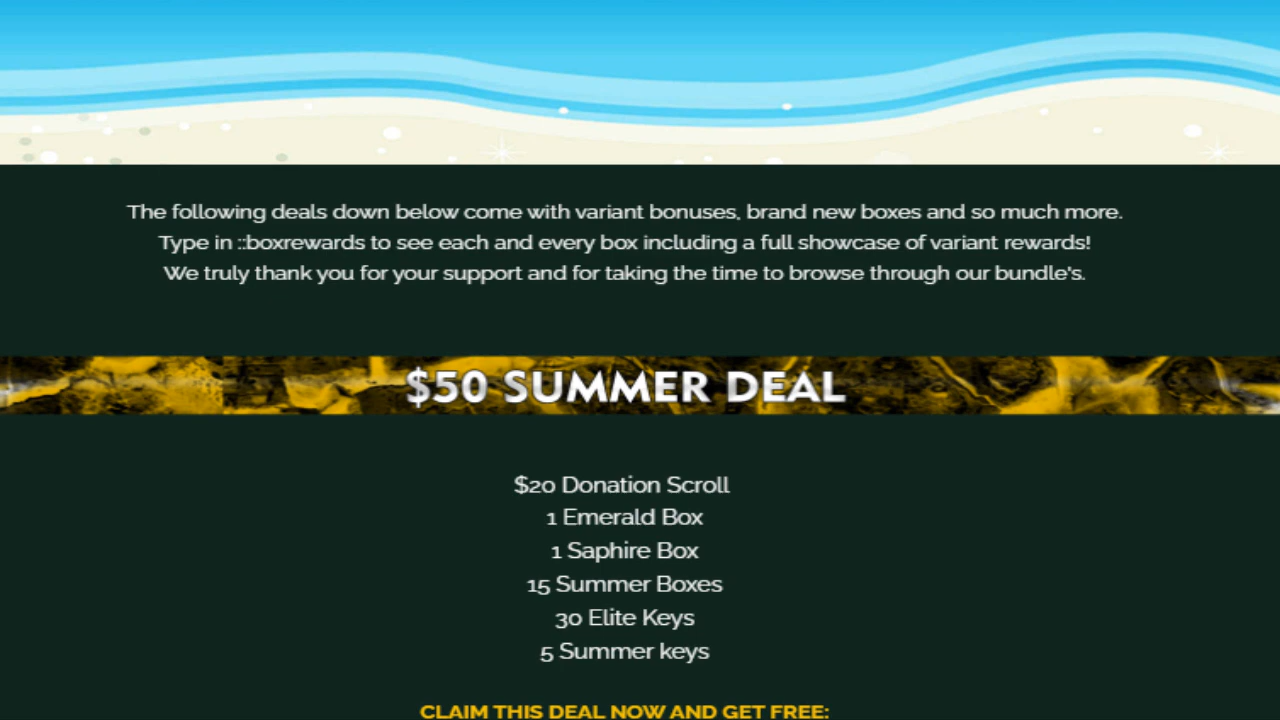 The following deals down below come with variant bonuses, brand new boxes and so much more.
Type in ::boxrewards to see each and every box including a full showcase of variant rewards!
We truly thank you for your support and for taking the time to browse through our bundle's.
$50 SUMMER DEAL
$20 Donation Scroll
1 Emerald Box
1 Saphire Box
15 Summer Boxes
30 Elite Keys
5 Summer keys
CLAIM THIS DEAL NOW AND GET FREE: